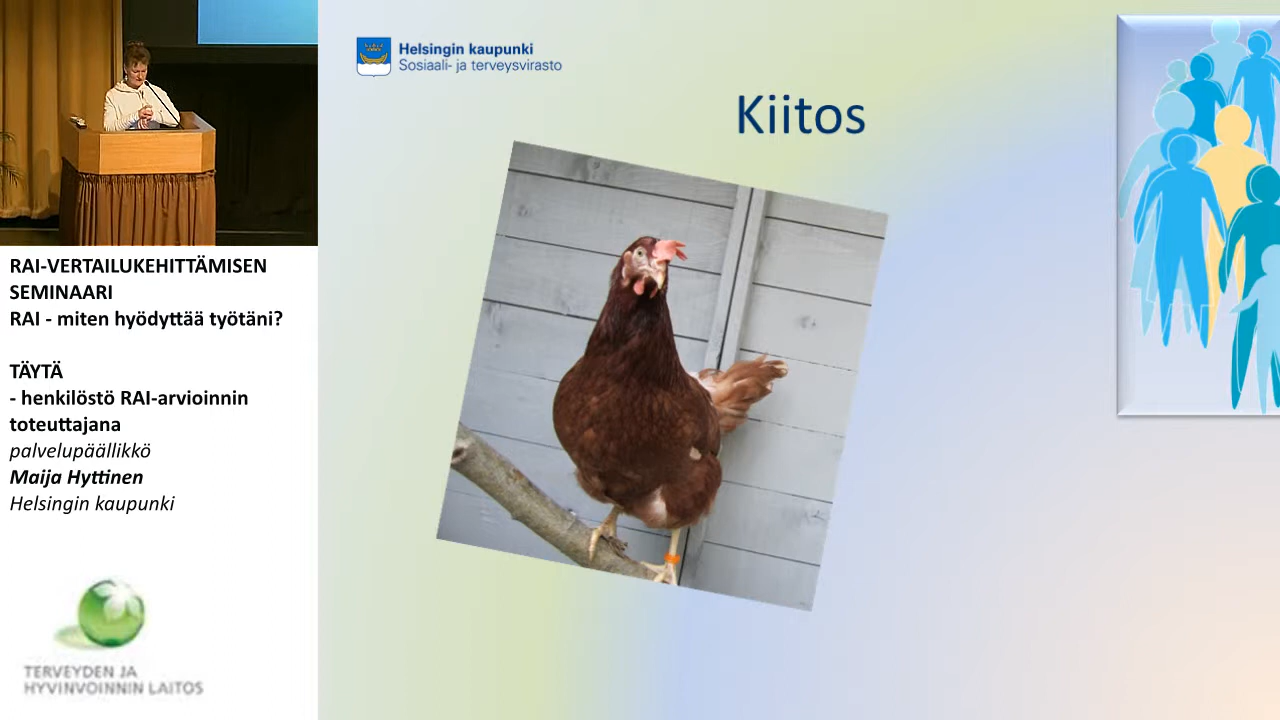 Helsingin kaupunki
Sosiaali- ja terveysvirasto
Kiitos
RAI-VERTAILUKEHITTÄMISEN
SEMINAARI
RAI - miten hyödyttää työtäni?
TÄYTÄ
- henkilöstö RAI-arvioinnin
toteuttajana
palvelupäällikkö
Maija Hyttinen
Helsingin kaupunki
TERVEYDEN JA
HYVINVOINNIN LAITOS